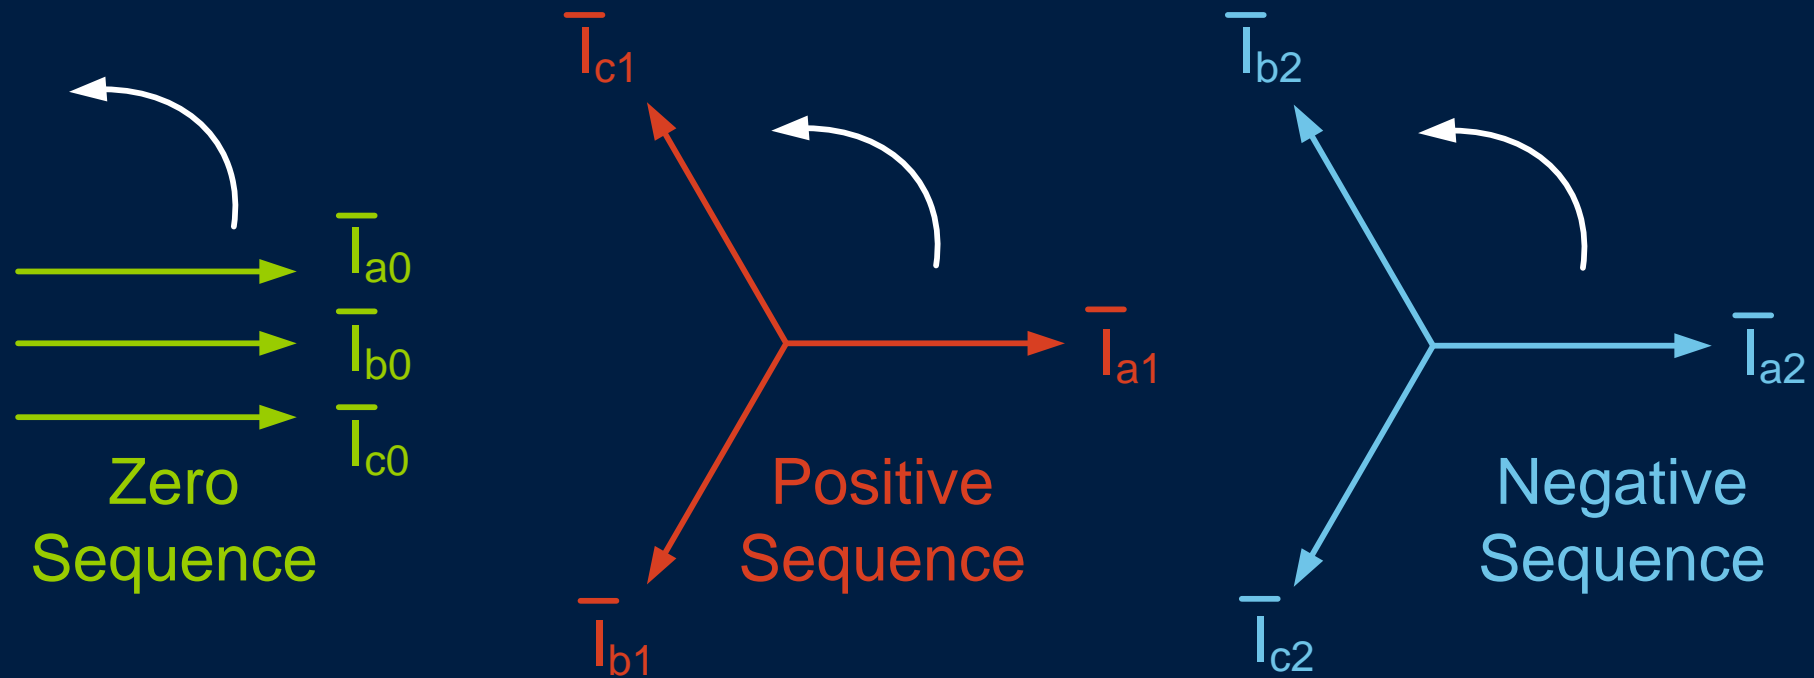 I̅a0
I̅b0
I̅c0
Zero
Sequence
I̅c1
I̅a1
I̅b1
Positive
Sequence
I̅b2
I̅a2
I̅c2
Negative
Sequence